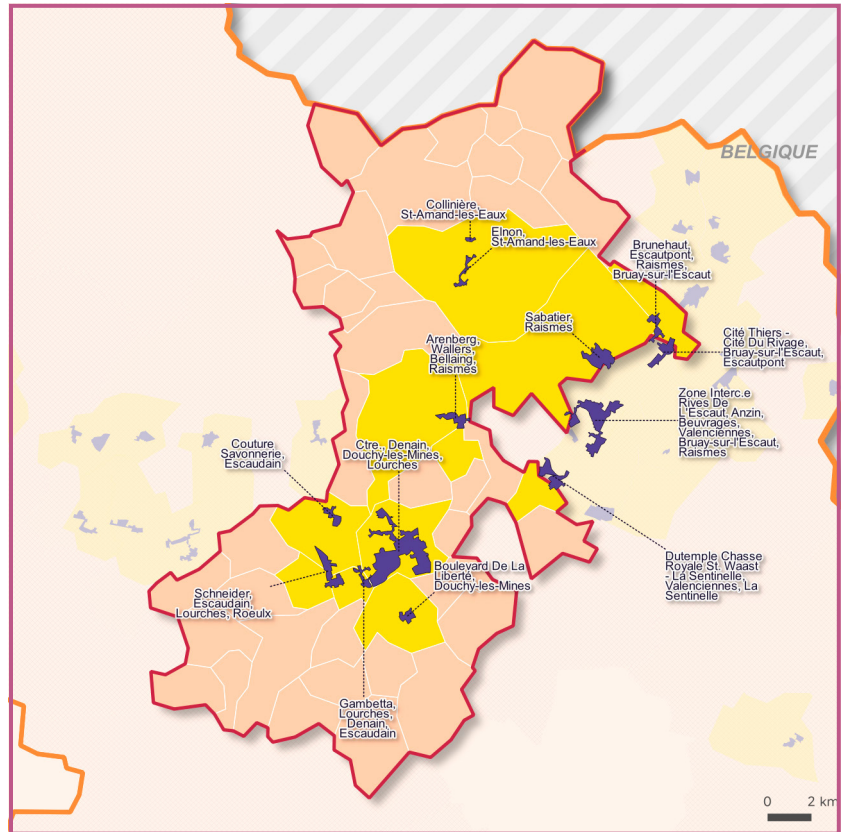 BELGIQUE
Collinière,
St-Amand-les-Eaux
Elnon,
St-Amand-les-Eaux
Brunehaut,
Escautpont,
Raismes,
Bruay-sur-l'Escaut
Sabatier,
Raismes
Cité Thiers -
Cité Du Rivage,
Bruay-sur-l'Escaut,
Escautpont
Arenberg,
Wallers,
Bellaing,
Raismes
Zone Interc.e
Rives De
L'Escaut, Anzin,
Beuvrages,
Valenciennes,
Bruay-sur-l'Escaut,
Raismes
Couture
Savonnerie,
Escaudain
Ctre., Denain,
Douchy-les-Mines,
Lourches
Dutemple Chasse
Royale St. Waast
- La Sentinelle,
Valenciennes, La
Sentinelle
Boulevard De La
Liberté,
Douchy-les-Mines
Schneider,
Escaudain,
Lourches, Roeulx
Gambetta,
Lourches,
Denain,
Escaudain
0 2 km